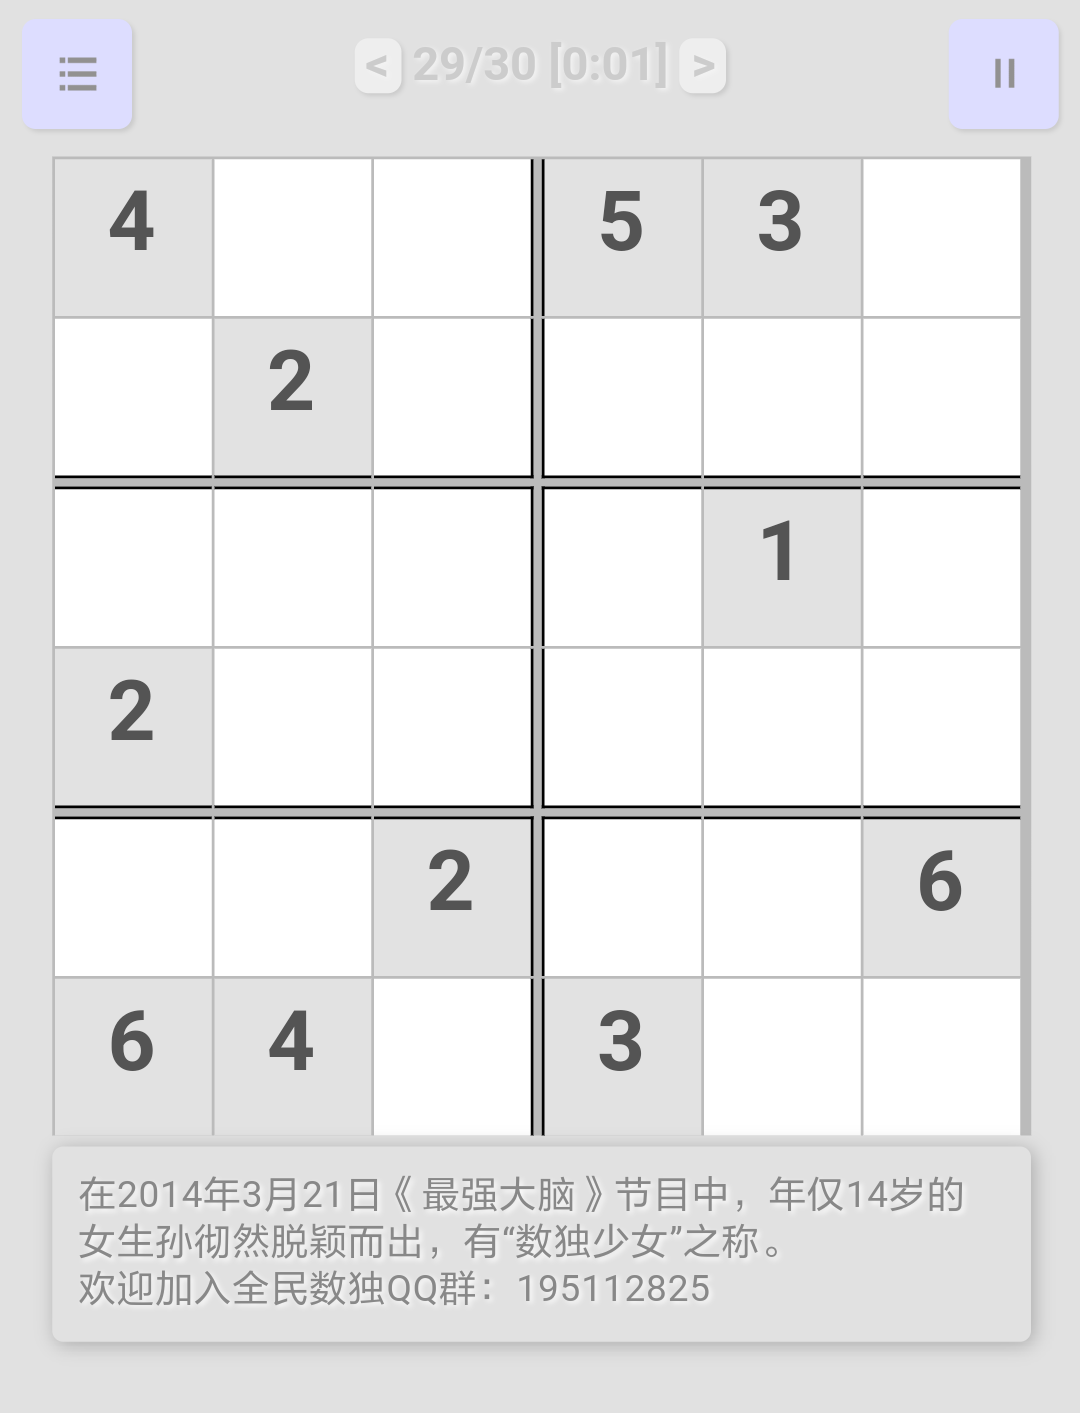 < 29/30 [0:01] >
4 5 3
2
1
2
2 6
6 4 3
在2014年3月21日《最强大脑》节目中，年仅14岁的
女生孙彻然脱颖而出，有“数独少女”之称。
欢迎加入全民数独QQ群：195112825